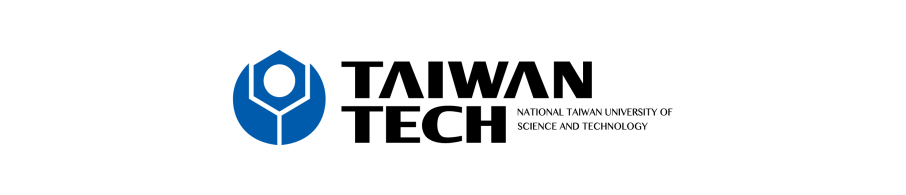 TAIWAN
TECH
NATIONAL TAIWAN UNIVERSITY OF
SCIENCE AND TECHNOLOGY